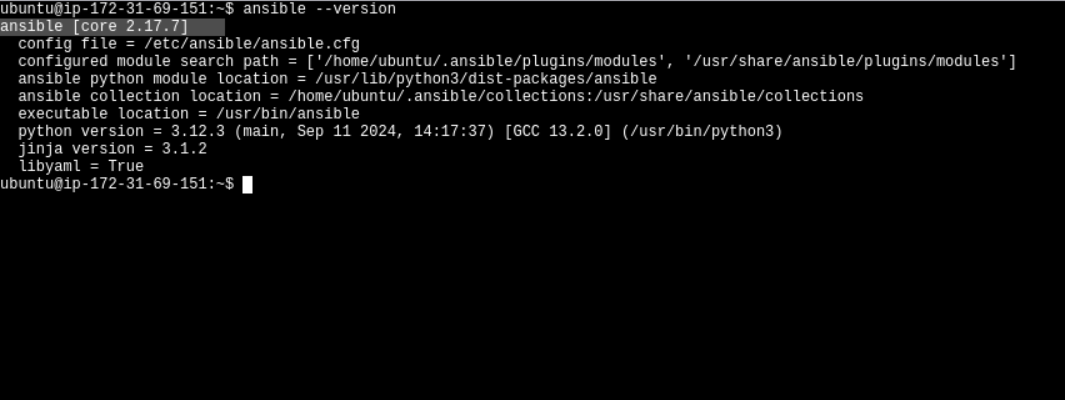 ubuntu@ip-172-31-69-151:~$ ansible --version
ansible [core 2.17.7]
  config file = /etc/ansible/ansible.cfg
  configured module search path = ['/home/ubuntu/.ansible/plugins/modules', '/usr/share/ansible/plugins/modules']
  ansible python module location = /usr/lib/python3/dist-packages/ansible
  ansible collection location = /home/ubuntu/.ansible/collections:/usr/share/ansible/collections
  executable location = /usr/bin/ansible
  python version = 3.12.3 (main, Sep 11 2024, 14:17:37) [GCC 13.2.0] (/usr/bin/python3)
  jinja version = 3.1.2
  libyaml = True
ubuntu@ip-172-31-69-151:~$